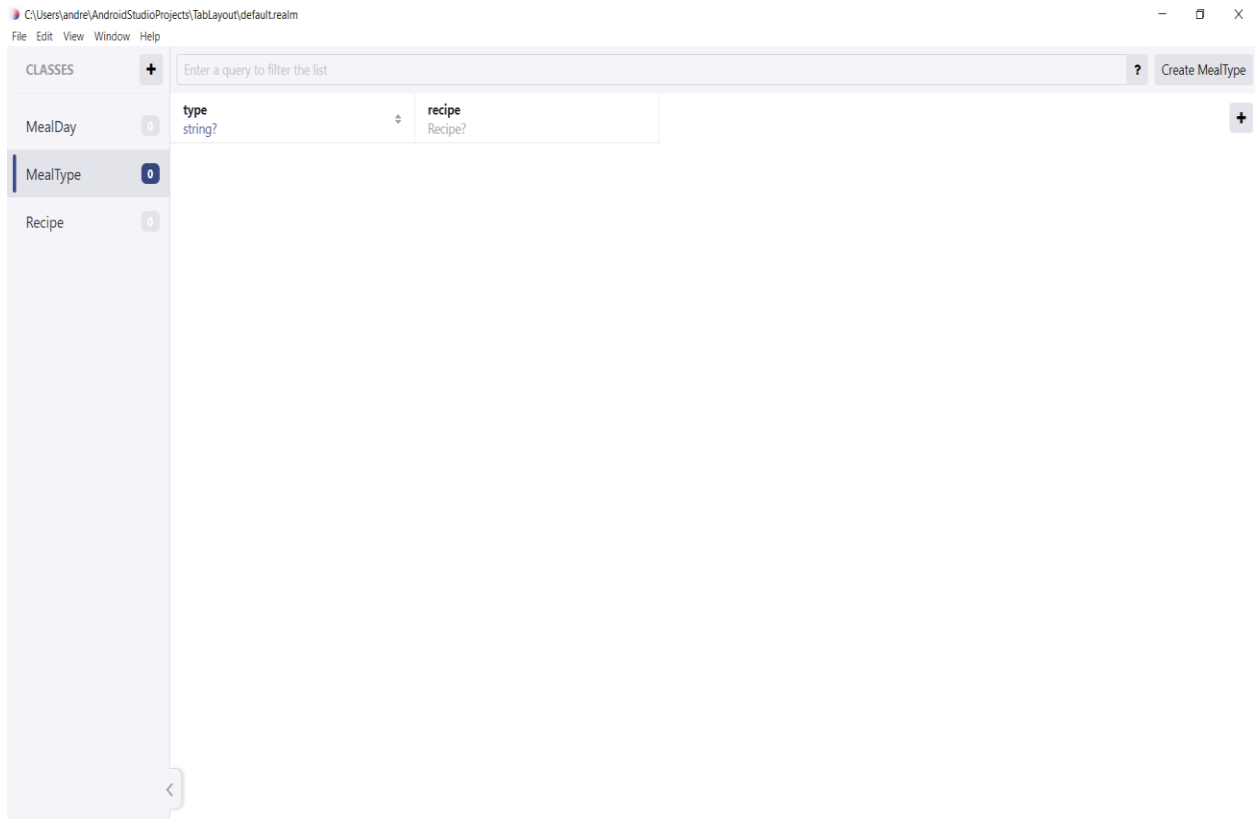 C:\Users\andre\AndroidStudioProjects\TabLayout\default.realm
File Edit View Window Help
CLASSES
+
Enter a query to filter the list
?
Create MealType
MealDay
0
MealType
0
Recipe
0
type
string?
recipe
Recipe?
+